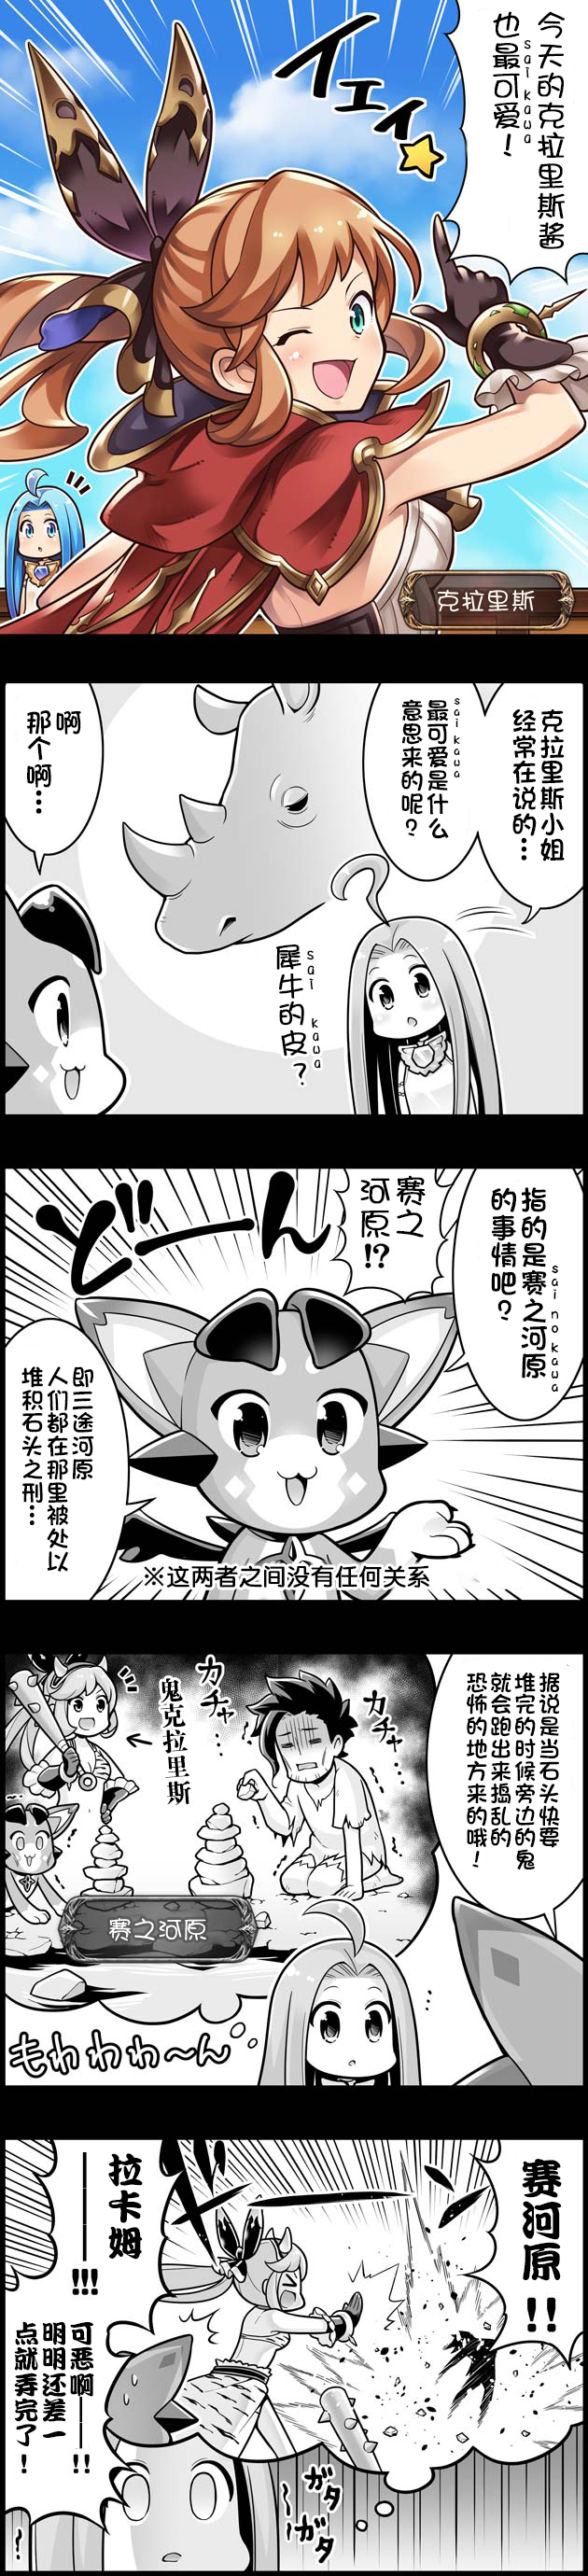 今天的克拉里斯酱
也最可爱！
sai kawa
イエイ
克拉里斯
克拉里斯小姐
经常在说的…
最可爱是什么
意思来的呢？
sai kawa
犀牛的皮？
sai kawa
啊
那个啊…
指的是赛之河原
的事情吧？
sai no kawa
赛之
河原!?
どーん
即三途河原
人们都在那里被处以
堆积石头之刑…
※这两者之间没有任何关系
据说是当石头快要
堆完的时候旁边的鬼
就会跑出来捣乱的
恐怖的地方来的哦！
カチャ
カチャ
鬼克拉里斯
赛之河原
もわわわ～ん
赛河原!!
拉卡姆
———!!!
可恶啊——!!
明明还差一
点就弄完了！
ガタ
ガタ